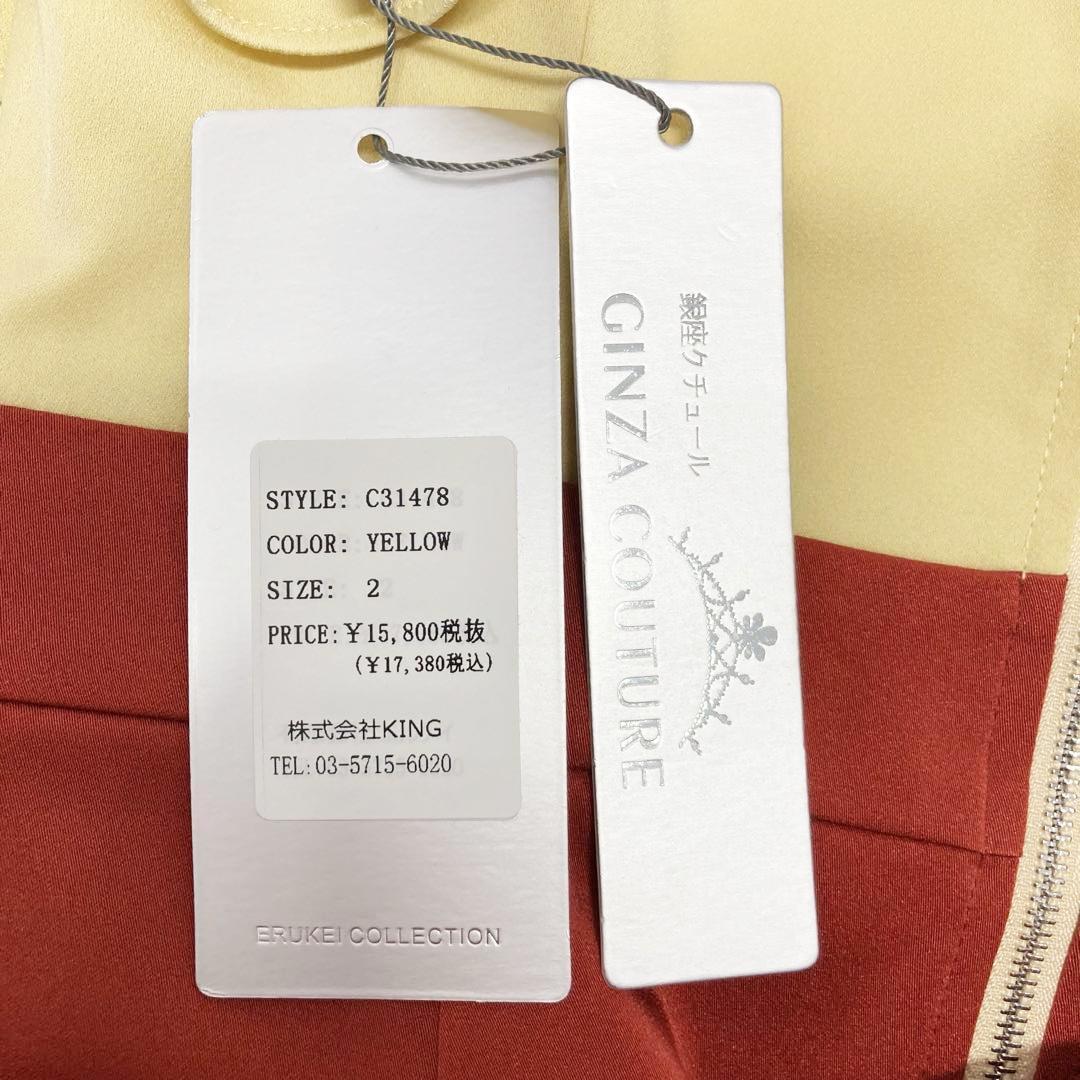 STYLE: C31478
COLOR: YELLOW
SIZE: 2
PRICE:¥15,800税抜
(¥17,380税込)
株式会社KING
TEL:03-5715-6020
ERUKEI COLLECTION
銀座クチュール
GINZA COUTURE